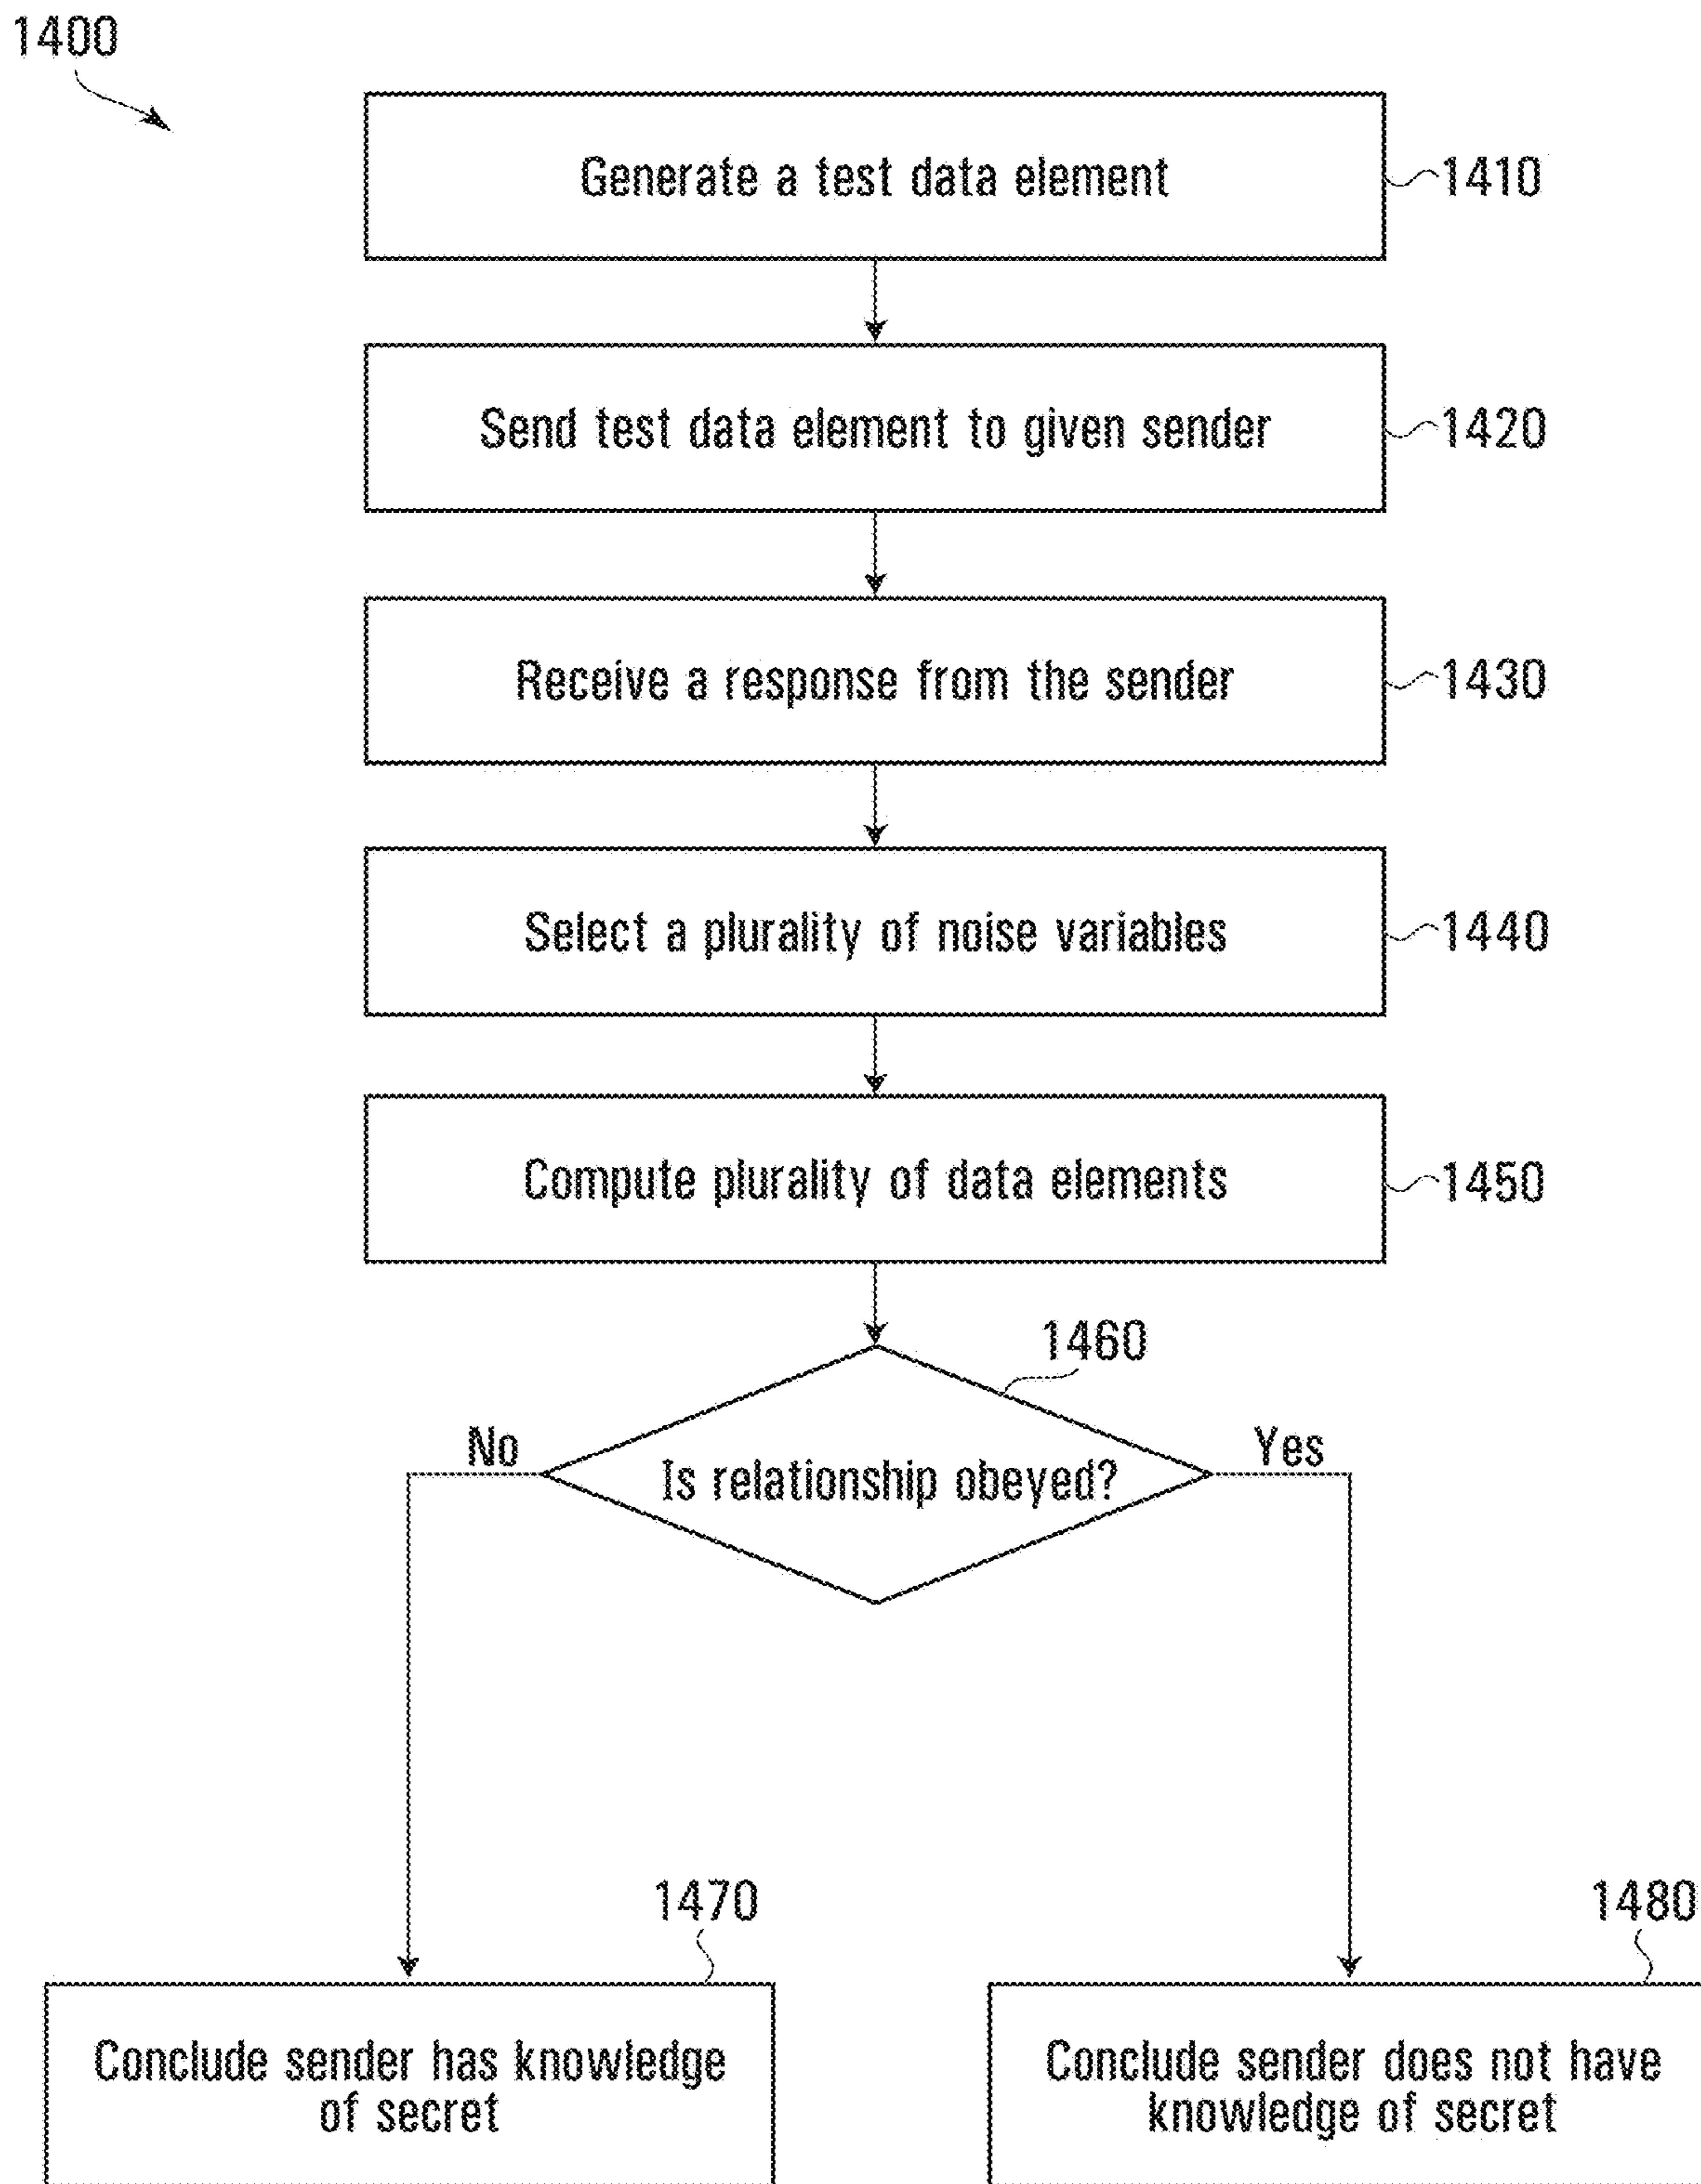 1400
Generate a test data element
1410
Send test data element to given sender
1420
Receive a response from the sender
1430
Select a plurality of noise variables
1440
Compute plurality of data elements
1450
1460
No
Is relationship obeyed?
Yes
1470
1480
Conclude sender has knowledge
of secret
Conclude sender does not have
knowledge of secret